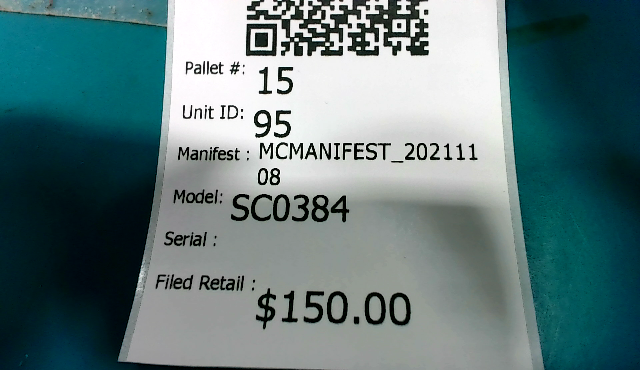 Pallet #: 15
Unit ID: 95
Manifest : MCMANIFEST_202111
08
Model: SC0384
Serial :
Filed Retail : $150.00